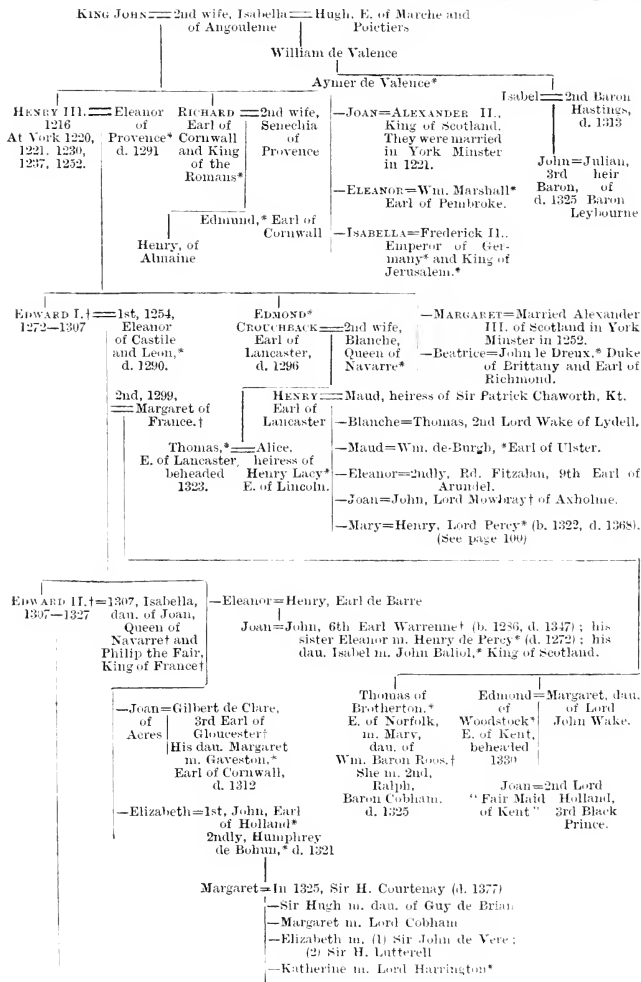 KING JOHN=2nd wife, Isabella=Hugh, E. of Marche and
of Angouleme Poictiers
William de Valence
Aymer de Valence*
Isabel=2nd Baron
Hastings,
d. 1313
John=Julian,
3rd heir
Baron, of
d. 1325 Baron
Leybourne
HENRY III.=Eleanor
1216 of
At York 1220, Provence*
1221. 1230, d. 1291
1237, 1252.
RICHARD=2nd wife,
Earl of Senechia
Cornwall of
and King Provence
of the
Romans*
Edmund,* Earl of
Cornwall
Henry, of
Almaine
—JOAN=ALEXANDER II.,
King of Scotland.
They were married
in York Minster
in 1221.
—ELEANOR=Wm. Marshall*
Earl of Pembroke.
—ISABELLA=Frederick II.,
Emperor of Ger-
many* and King of
Jerusalem.*
EDWARD I.†=1st, 1254,
1272—1307 Eleanor
of Castile
and Leon,*
d. 1290.
2nd, 1299,
=Margaret of
France.†
EDMOND*
CROUCHBACK=2nd wife,
Earl of Blanche,
Lancaster, Queen of
d. 1296 Navarre*
—MARGARET=Married Alexander
III. of Scotland in York
Minster in 1252.
—Beatrice=John le Dreux,* Duke
of Brittany and Earl of
Richmond.
HENRY=Maud, heiress of Sir Patrick Chaworth, Kt.
Earl of
Lancaster
Thomas,*=Alice.
E. of Lancaster, heiress of
beheaded Henry Lacy*
1323. E. of Lincoln.
—Blanche=Thomas, 2nd Lord Wake of Lydell.
—Maud=Wm. de-Burgh, *Earl of Ulster.
—Eleanor=2ndly, Rd. Fitzalan, 9th Earl of
Arundel.
—Joan=John, Lord Mowbray† of Axholme.
—Mary=Henry, Lord Percy* (b. 1322, d. 1368).
(See page 100)
EDWARD II.†=1307, Isabella,
1307—1327 dau. of Joan,
Queen of
Navarre† and
Philip the Fair,
King of France†
—Eleanor=Henry, Earl de Barre
Joan=John, 6th Earl Warrenne† (b. 1286, d. 1347) ; his
sister Eleanor m. Henry de Percy* (d. 1272) ; his
dau. Isabel m. John Baliol,* King of Scotland.
—Joan=Gilbert de Clare,
of 3rd Earl of
Acres Gloucester†
His dau. Margaret
m. Gaveston,*
Earl of Cornwall,
d. 1312
—Elizabeth=1st, John, Earl
of Holland*
2ndly, Humphrey
de Bohun,* d. 1321
Thomas of
Brotherton.*
E. of Norfolk,
m. Mary,
dau. of
Wm. Baron Roos.†
She m. 2nd,
Ralph,
Baron Cobham.
d. 1325
Edmond=Margaret, dau.
of of Lord
Woodstock* John Wake.
E. of Kent,
beheaded
1330
Joan=2nd Lord
"Fair Maid Holland,
of Kent" 3rd Black
Prince.
Margaret=In 1325, Sir H. Courtenay (d. 1377)
—Sir Hugh m. dau. of Guy de Brian
—Margaret m. Lord Cobham
—Elizabeth m. (1) Sir John de Vere ;
(2) Sir H. Lutterell
—Katherine m. Lord Harrington*